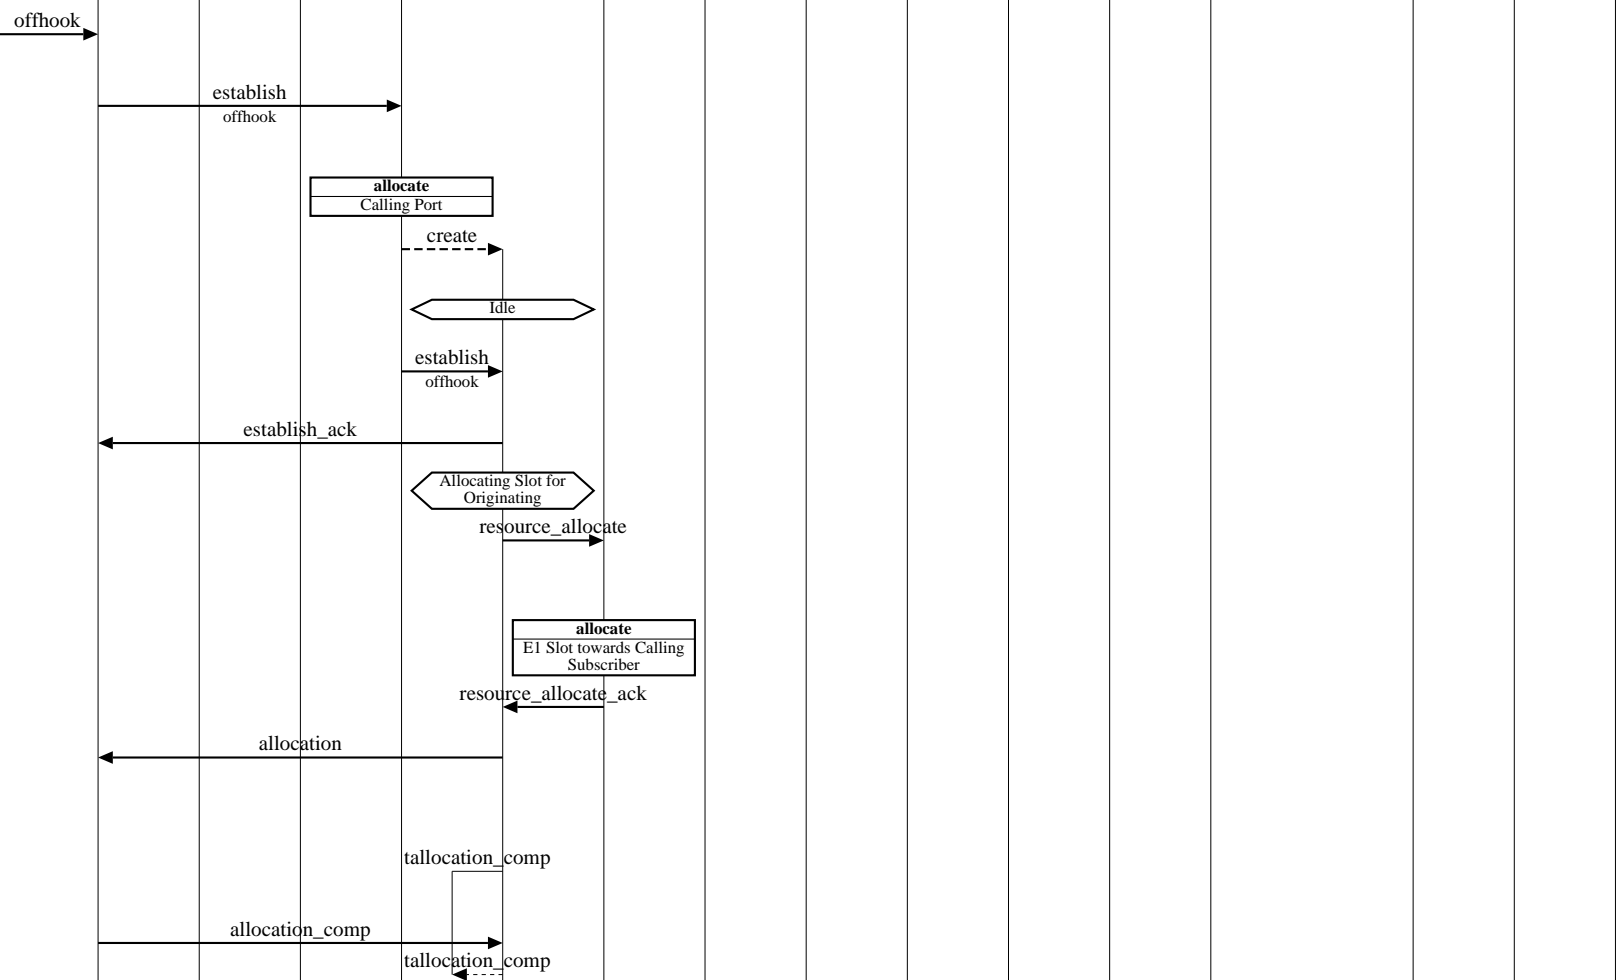 offhook
establish
offhook
allocate
Calling Port
create
Idle
establish
offhook
establish_ack
Allocating Slot for
Originating
resource_allocate
allocate
E1 Slot towards Calling
Subscriber
resource_allocate_ack
allocation
tallocation_comp
allocation_comp
tallocation_comp